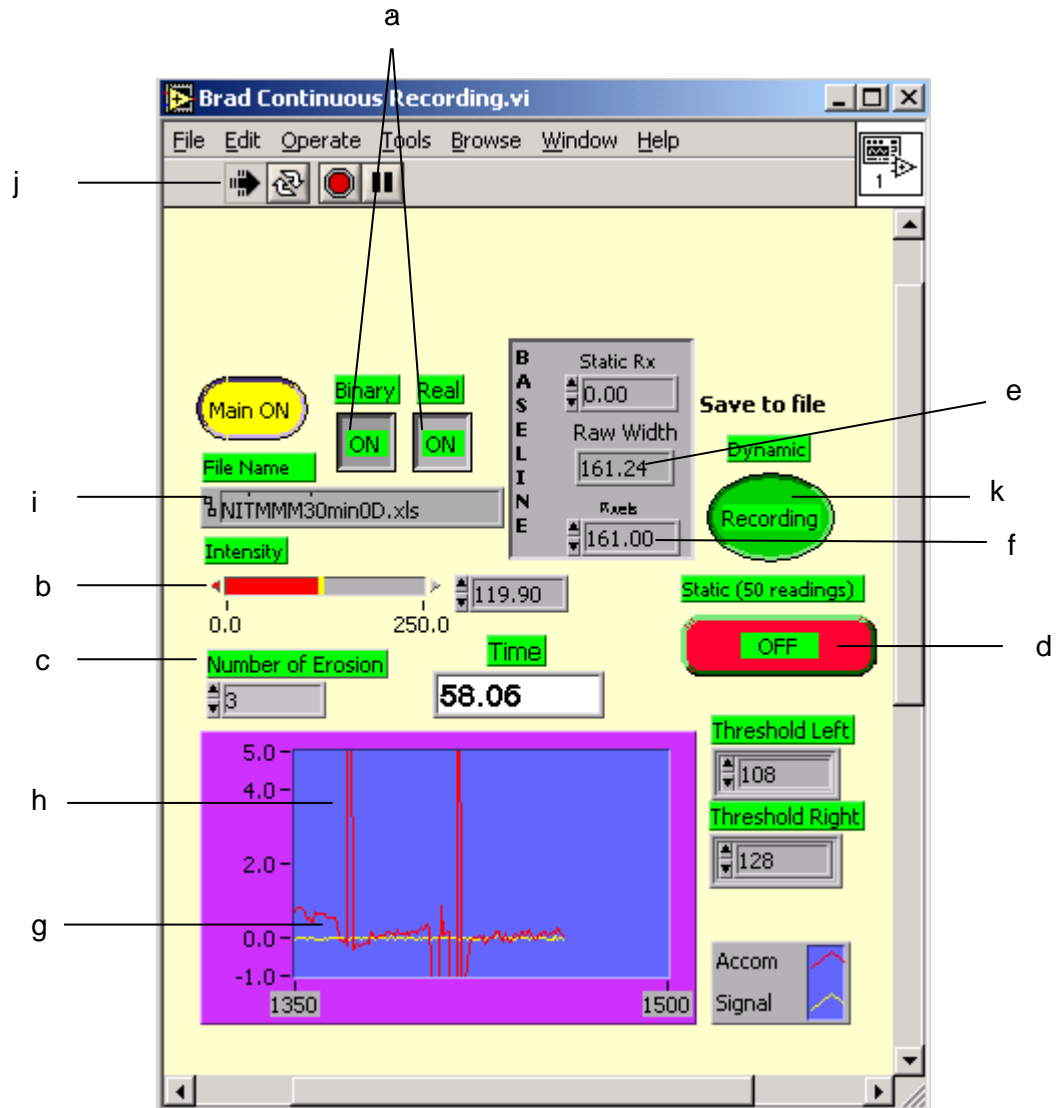 a
Brad Continuous Recording.vi
File Edit Operate Tools Browse Window Help
j
1
B
A
S
E
L
I
N
E
Static Rx
0.00
Raw Width
161.24
Pixels
161.00
e
f
Main ON
Binary Real
ON ON
Save to file
Dynamic
Recording
k
File Name
i
NITMMM30min0D.xls
Intensity
b
0.0 250.0
119.90
Static (50 readings)
OFF
d
c
Number of Erosion
3
Time
58.06
Threshold Left
108
Threshold Right
128
h
g
5.0
4.0
2.0
0.0
-1.0
1350 1500
Accom
Signal